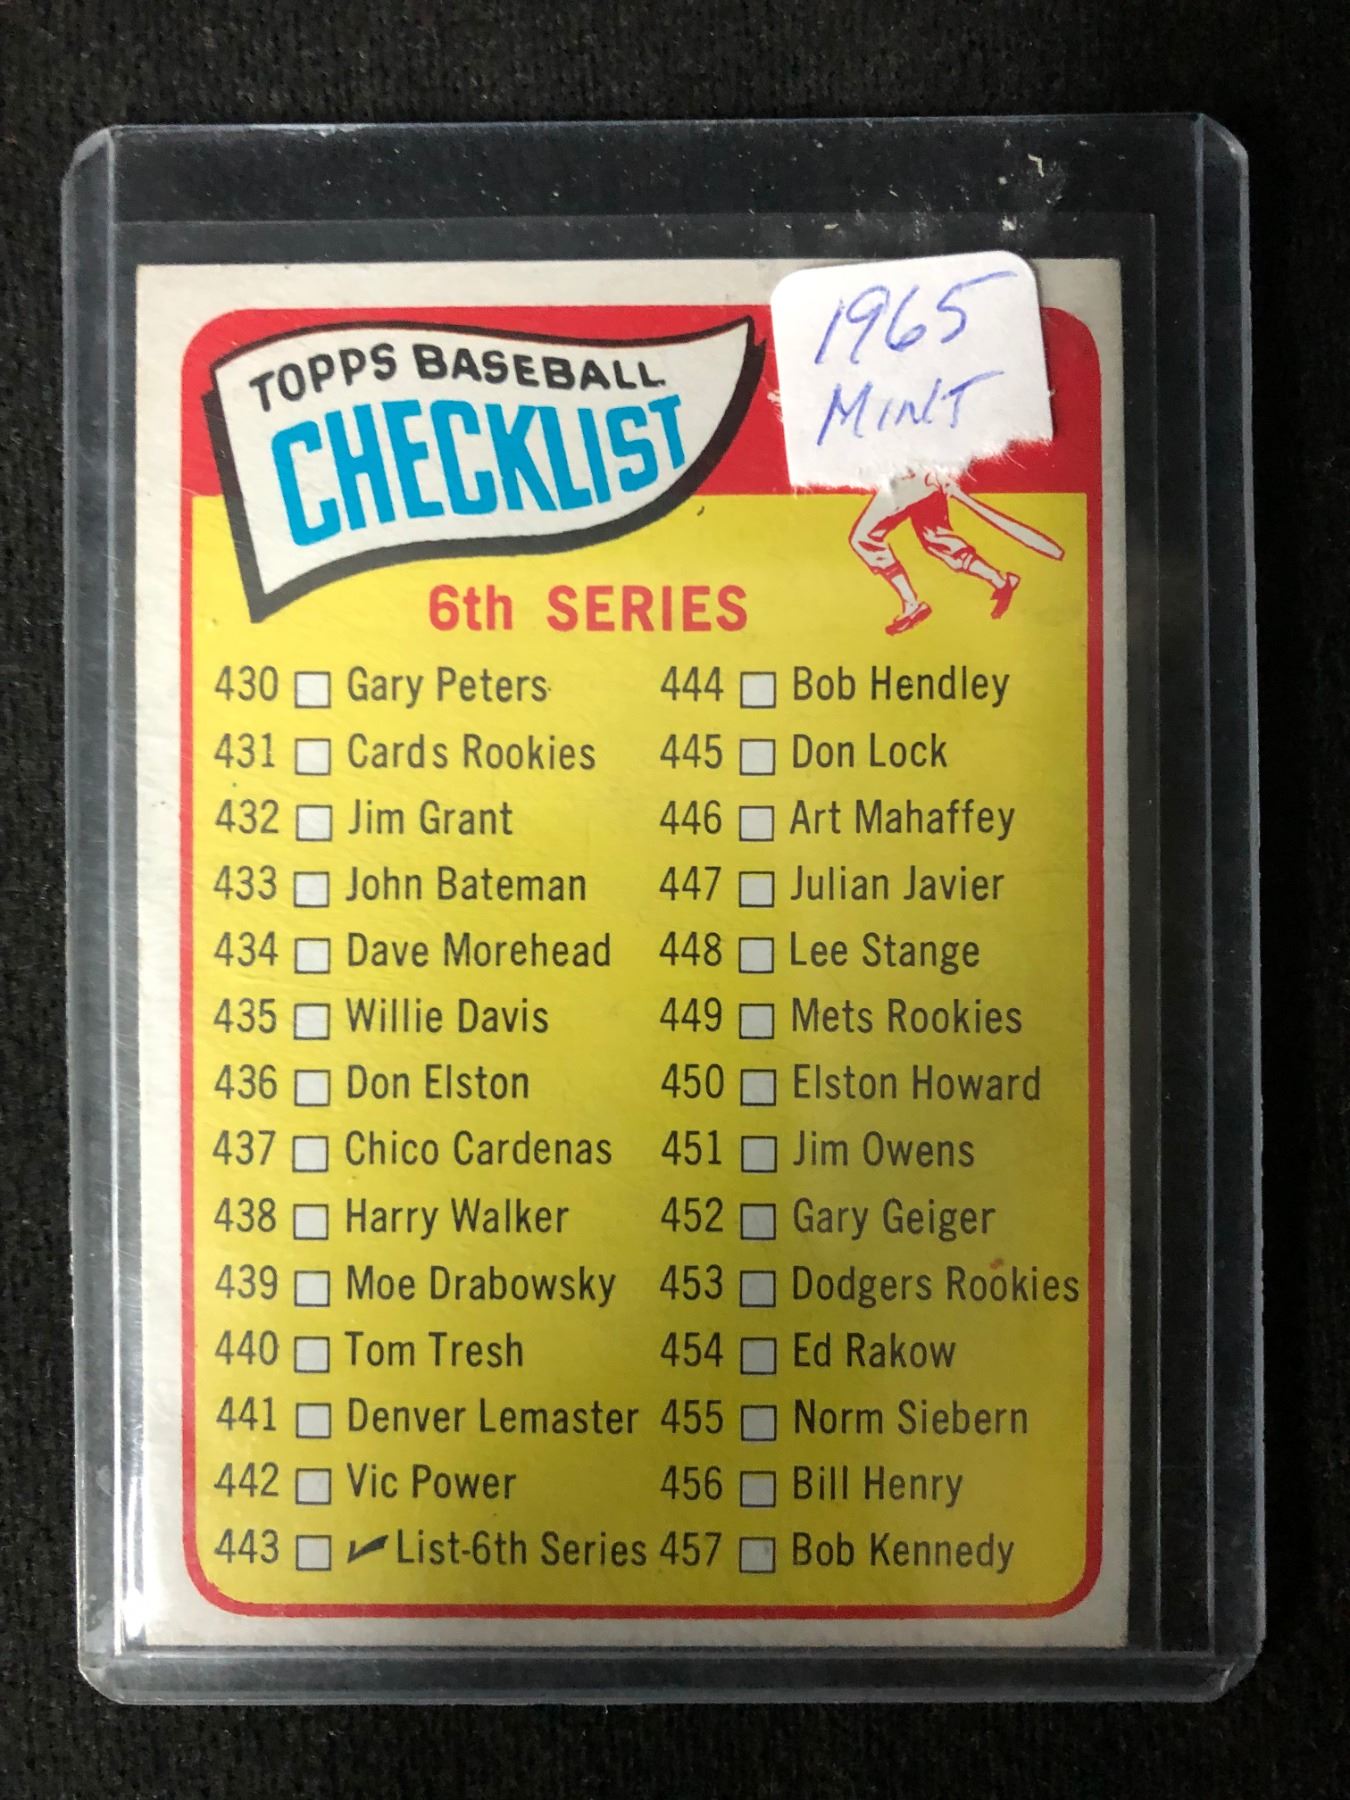 1965
MINT
TOPPS BASEBALL
CHECKLIST
6th SERIES
430 Gary Peters
431 Cards Rookies
432 Jim Grant
433 John Bateman
434 Dave Morehead
435 Willie Davis
436 Don Elston
437 Chico Cardenas
438 Harry Walker
439 Moe Drabowsky
440 Tom Tresh
441 Denver Lemaster
442 Vic Power
443 ✓List-6th Series
444 Bob Hendley
445 Don Lock
446 Art Mahaffey
447 Julian Javier
448 Lee Stange
449 Mets Rookies
450 Elston Howard
451 Jim Owens
452 Gary Geiger
453 Dodgers Rookies
454 Ed Rakow
455 Norm Siebern
456 Bill Henry
457 Bob Kennedy